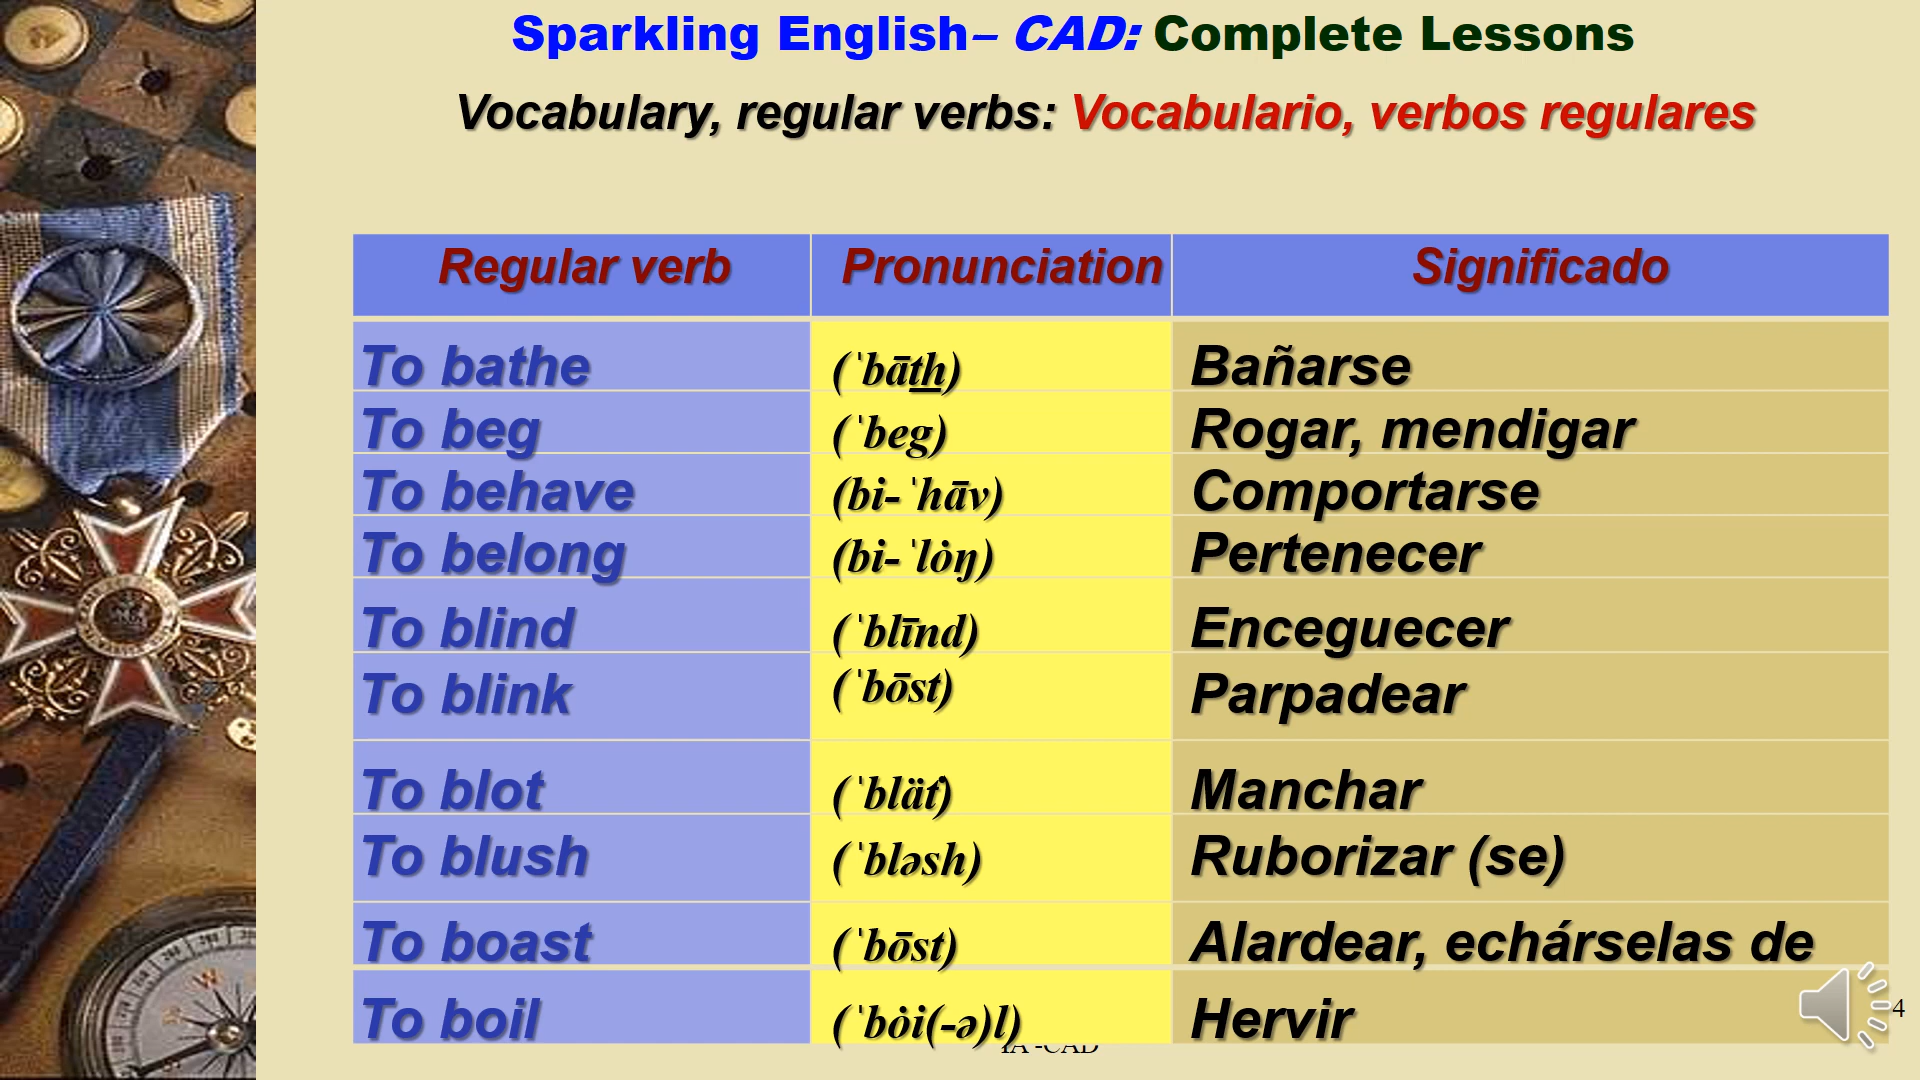 Sparkling English– CAD: Complete Lessons
Vocabulary, regular verbs: Vocabulario, verbos regulares
Regular verb Pronunciation Significado
To bathe (ˈbāth) Bañarse
To beg (ˈbeg) Rogar, mendigar
To behave (bi-ˈhāv) Comportarse
To belong (bi-ˈlȯŋ) Pertenecer
To blind (ˈblīnd) Enceguecer
To blink (ˈbōst) Parpadear
To blot (ˈblät) Manchar
To blush (ˈbləsh) Ruborizar (se)
To boast (ˈbōst) Alardear, echárselas de
To boil (ˈbȯi(-ə)l) Hervir
4
IA -CAD